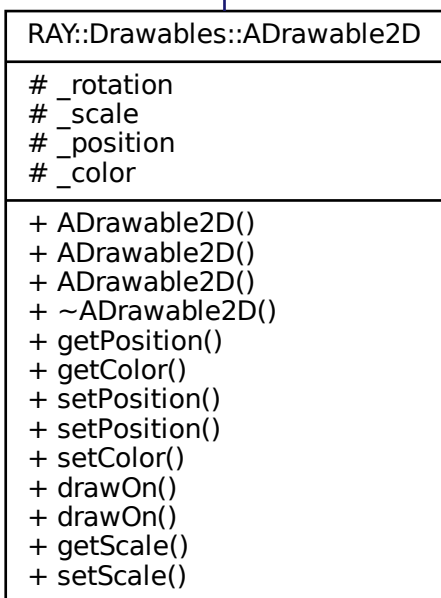 RAY::Drawables::ADrawable2D
# _rotation
# _scale
# _position
# _color
+ ADrawable2D()
+ ADrawable2D()
+ ADrawable2D()
+ ~ADrawable2D()
+ getPosition()
+ getColor()
+ setPosition()
+ setPosition()
+ setColor()
+ drawOn()
+ drawOn()
+ getScale()
+ setScale()